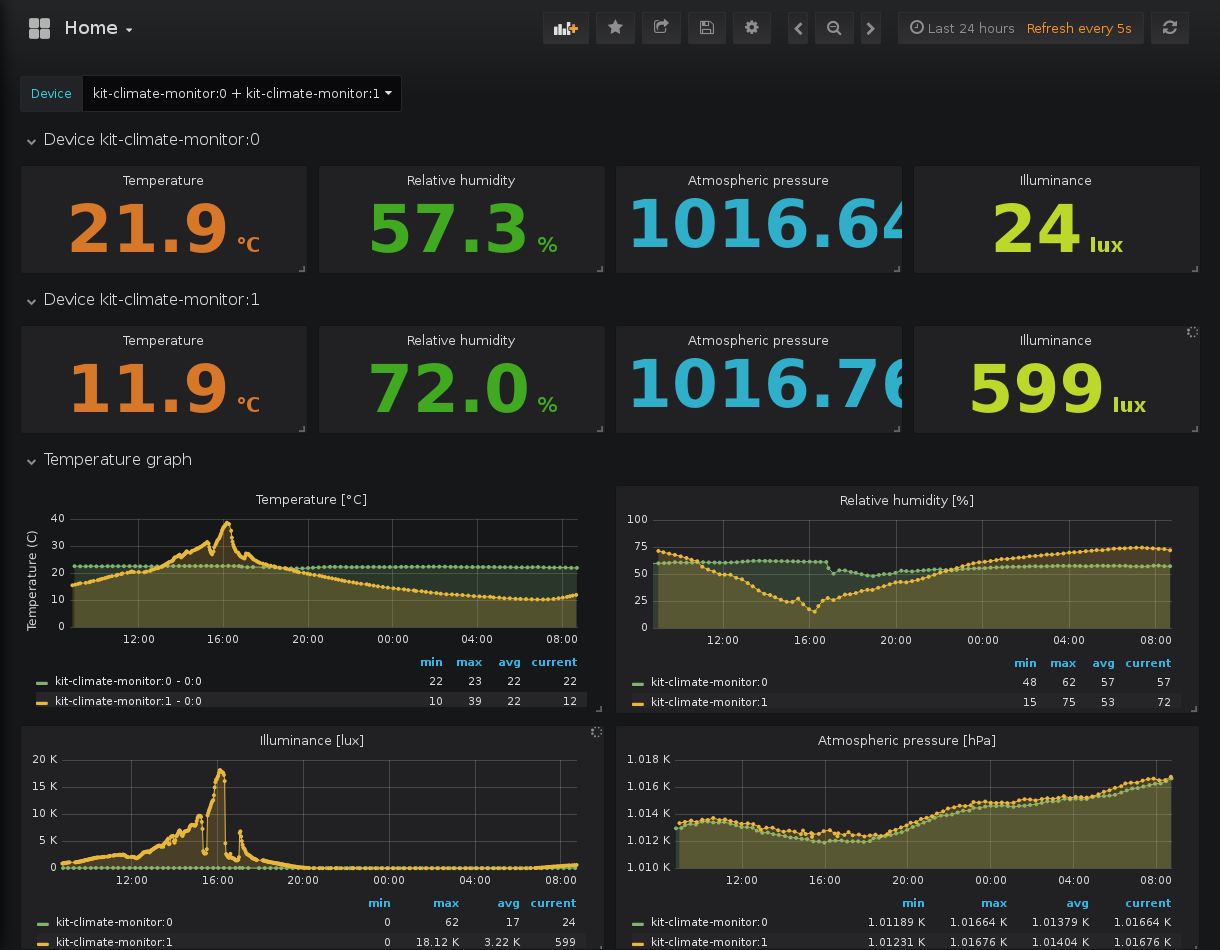 Home
Last 24 hours Refresh every 5s
Device kit-climate-monitor:0 + kit-climate-monitor:1
Device kit-climate-monitor:0
Temperature Relative humidity Atmospheric pressure Illuminance
21.9 °C 57.3 % 1016.64 24 lux
Device kit-climate-monitor:1
Temperature Relative humidity Atmospheric pressure Illuminance
11.9 °C 72.0 % 1016.76 599 lux
Temperature graph
Temperature [°C]
Temperature (C)
40
30
20
10
0
12:00 16:00 20:00 00:00 04:00 08:00
min max avg current
kit-climate-monitor:0 - 0:0 22 23 22 22
kit-climate-monitor:1 - 0:0 10 39 22 12
Relative humidity [%]
100
75
50
25
0
12:00 16:00 20:00 00:00 04:00 08:00
min max avg current
kit-climate-monitor:0 48 62 57 57
kit-climate-monitor:1 15 75 53 72
Illuminance [lux]
20 K
15 K
10 K
5 K
0
12:00 16:00 20:00 00:00 04:00 08:00
min max avg current
kit-climate-monitor:0 0 62 17 24
kit-climate-monitor:1 0 18.12 K 3.22 K 599
Atmospheric pressure [hPa]
1.018 K
1.016 K
1.014 K
1.012 K
1.010 K
12:00 16:00 20:00 00:00 04:00 08:00
min max avg current
kit-climate-monitor:0 1.01189 K 1.01664 K 1.01379 K 1.01664 K
kit-climate-monitor:1 1.01231 K 1.01676 K 1.01404 K 1.01676 K